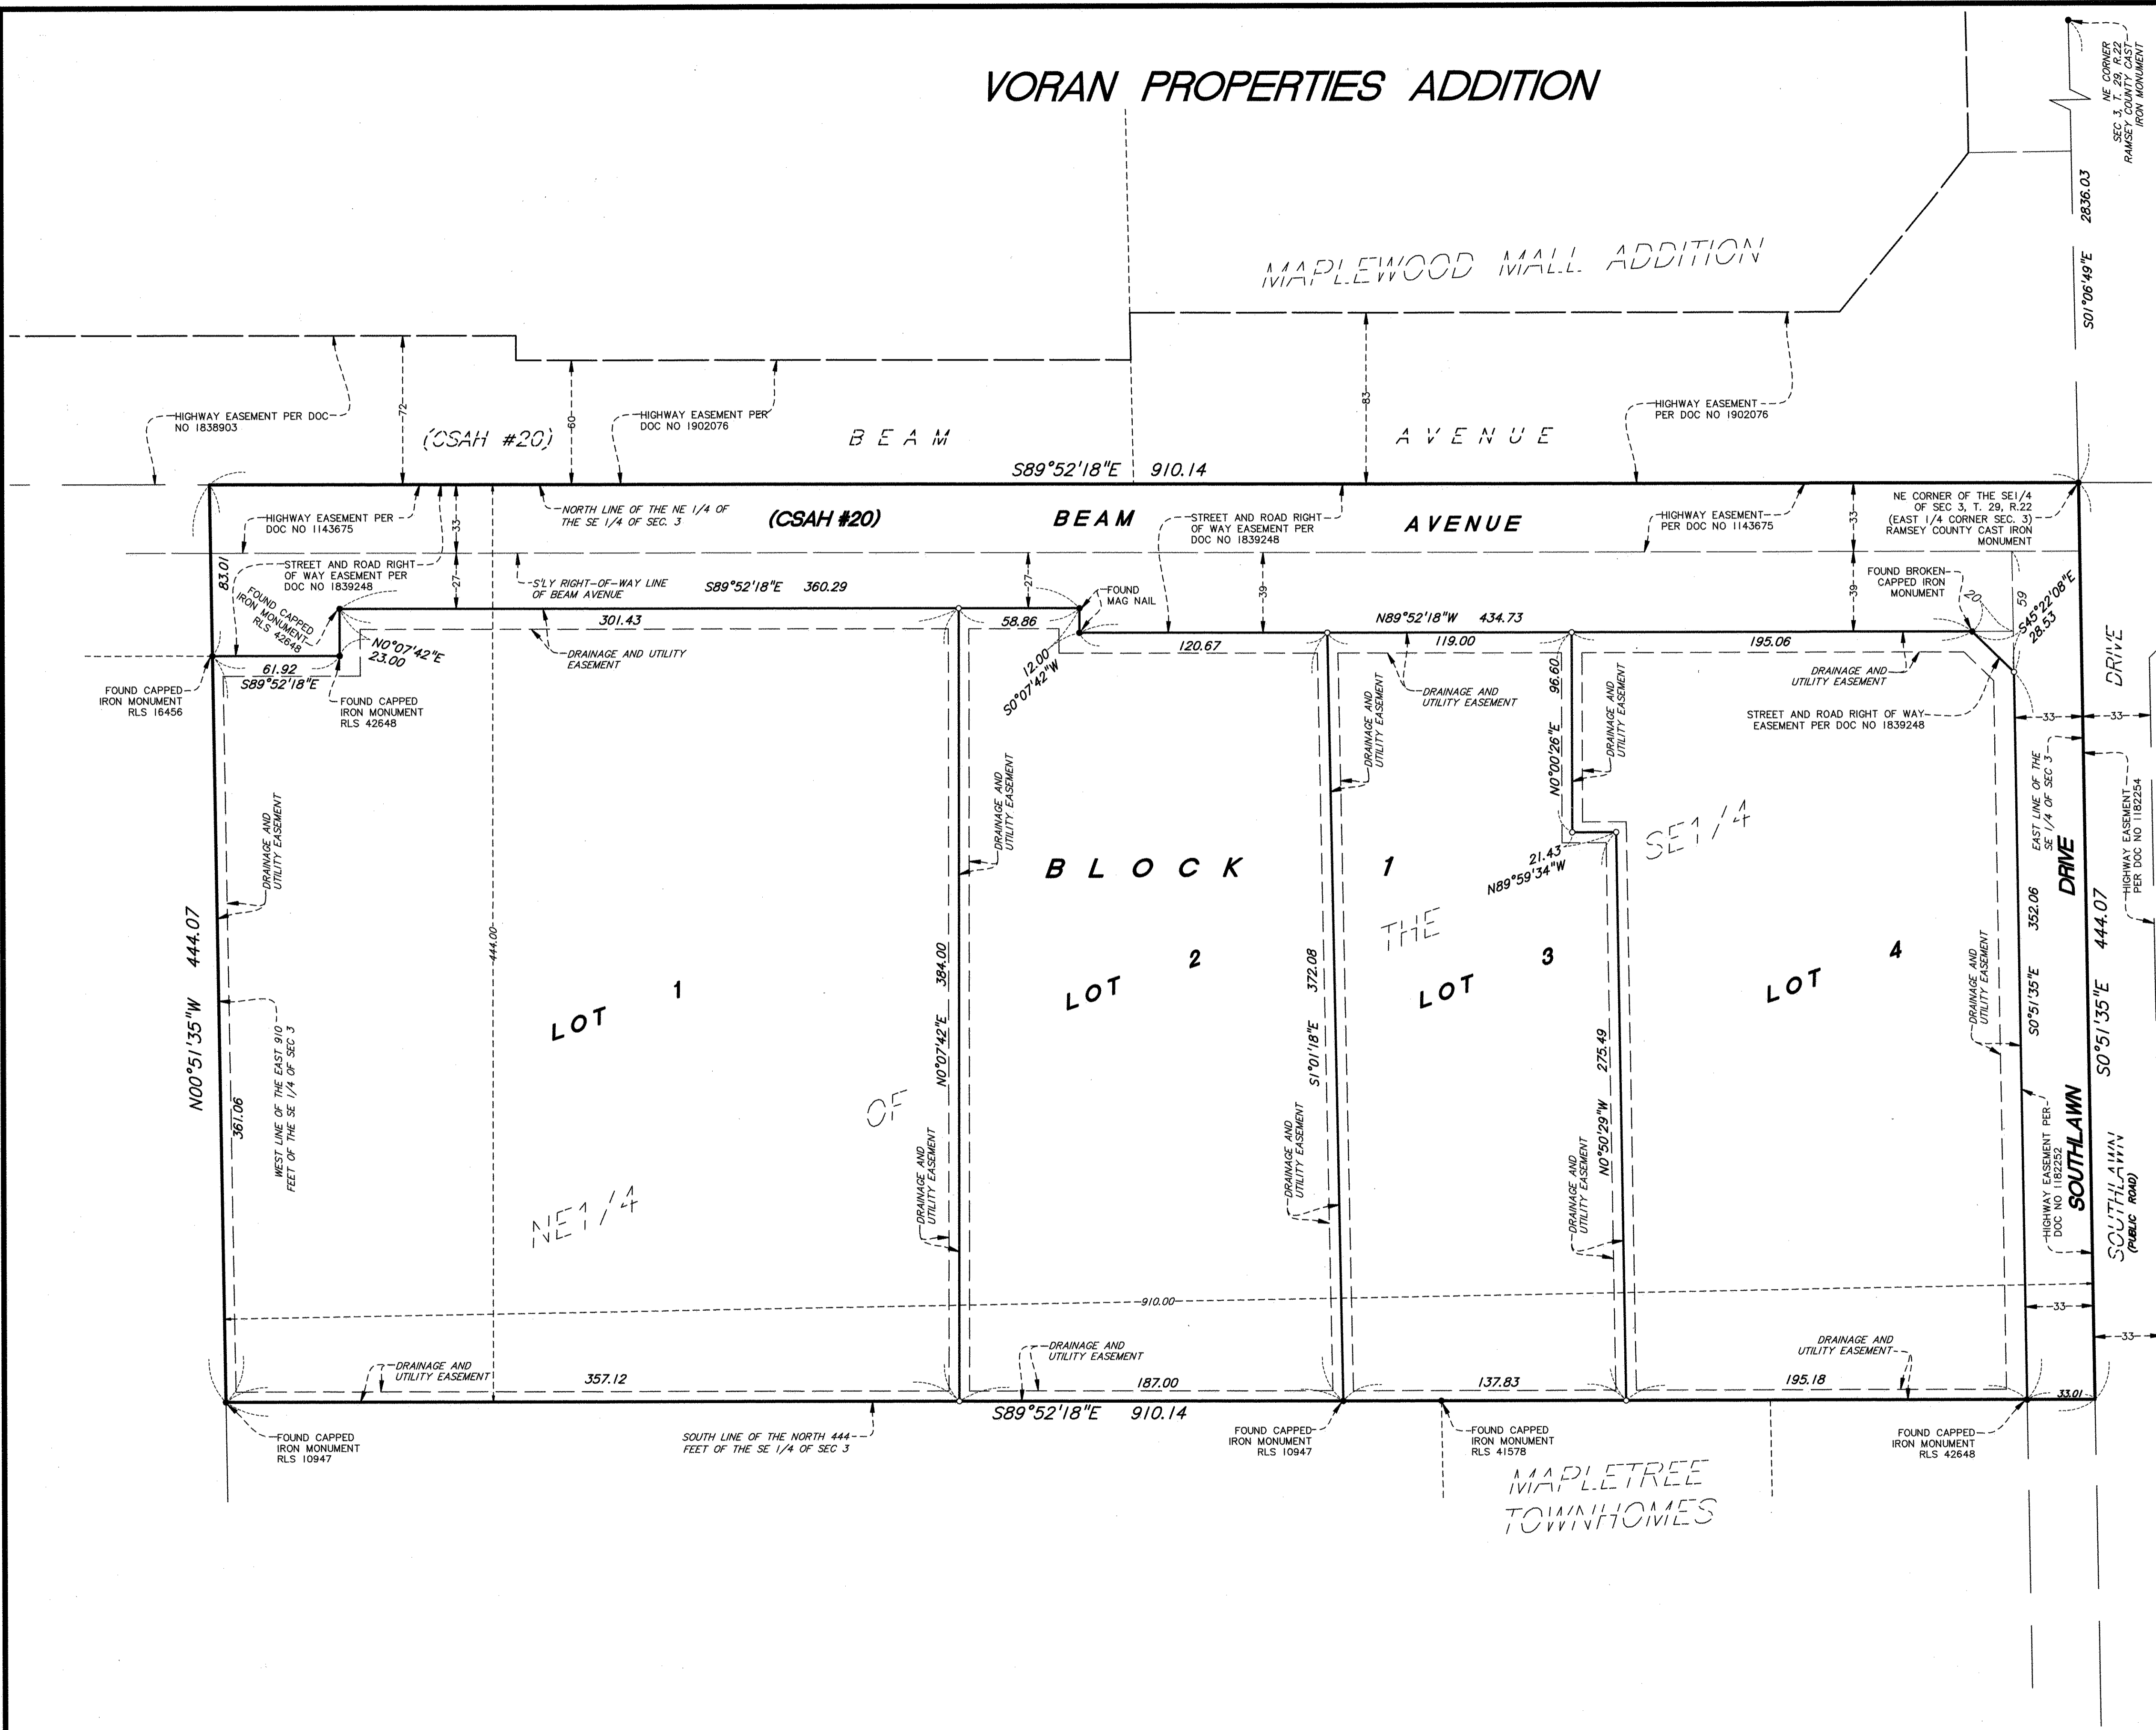 VORAN PROPERTIES ADDITION
NE CORNER
SEC 3, T. 29, R.22
RAMSEY COUNTY CAST
IRON MONUMENT
S01°06'49"E 2836.03
MAPLEWOOD MALL ADDITION
HIGHWAY EASEMENT PER DOC
NO 1838903
72
(CSAH #20)
60
HIGHWAY EASEMENT PER
DOC NO 1902076
BEAM
83
AVENUE
HIGHWAY EASEMENT
PER DOC NO 1902076
S89°52'18"E 910.14
HIGHWAY EASEMENT PER
DOC NO 1143675
33
NORTH LINE OF THE NE 1/4 OF
THE SE 1/4 OF SEC. 3
(CSAH #20)
BEAM
STREET AND ROAD RIGHT
OF WAY EASEMENT PER
DOC NO 1839248
AVENUE
HIGHWAY EASEMENT
PER DOC NO 1143675
33
NE CORNER OF THE SE1/4
OF SEC 3, T. 29, R.22
(EAST 1/4 CORNER SEC. 3)
RAMSEY COUNTY CAST IRON
MONUMENT
83.01
STREET AND ROAD RIGHT
OF WAY EASEMENT PER
DOC NO 1839248
27
S'LY RIGHT-OF-WAY LINE
OF BEAM AVENUE
S89°52'18"E 360.29
27
FOUND
MAG NAIL
39
39
FOUND BROKEN
CAPPED IRON
MONUMENT
20
59
S45°22'08"E
28.53
FOUND CAPPED
IRON MONUMENT
RLS 42648
N0°07'42"E
23.00
301.43
58.86
N89°52'18"W 434.73
120.67
119.00
195.06
61.92
S89°52'18"E
DRAINAGE AND UTILITY
EASEMENT
12.00
S0°07'42"W
FOUND CAPPED
IRON MONUMENT
RLS 16456
FOUND CAPPED
IRON MONUMENT
RLS 42648
DRAINAGE AND
UTILITY EASEMENT
DRAINAGE AND
UTILITY EASEMENT
96.60
N0°00'26"E
DRAINAGE AND
UTILITY EASEMENT
DRAINAGE AND
UTILITY EASEMENT
STREET AND ROAD RIGHT OF WAY
EASEMENT PER DOC NO 1839248
33
33
DRIVE
DRAINAGE AND
UTILITY EASEMENT
DRAINAGE AND
UTILITY EASEMENT
EAST LINE OF THE
SE 1/4 OF SEC 3
HIGHWAY EASEMENT
PER DOC NO 1182254
BLOCK 1
21.43
N89°59'34"W
SE1/4
DRIVE
THE
N00°51'35"W 444.07
444.00
N0°07'42"E 384.00
S1°01'18"E 372.08
N0°50'29"W 275.49
S0°51'35"E 352.06
S0°51'35"E 444.07
LOT 1
LOT 2
LOT 3
LOT 4
DRAINAGE AND
UTILITY EASEMENT
WEST LINE OF THE EAST 910
FEET OF THE SE 1/4 OF SEC 3
361.06
OF
NE1/4
DRAINAGE AND
UTILITY EASEMENT
DRAINAGE AND
UTILITY EASEMENT
DRAINAGE AND
UTILITY EASEMENT
HIGHWAY EASEMENT PER
DOC NO 1182252
SOUTHLAWN
SOUTHLAWN
(PUBLIC ROAD)
910.00
33
33
DRAINAGE AND
UTILITY EASEMENT
DRAINAGE AND
UTILITY EASEMENT
DRAINAGE AND
UTILITY EASEMENT
357.12
187.00
137.83
195.18
33.01
S89°52'18"E 910.14
FOUND CAPPED
IRON MONUMENT
RLS 10947
SOUTH LINE OF THE NORTH 444
FEET OF THE SE 1/4 OF SEC 3
FOUND CAPPED
IRON MONUMENT
RLS 10947
FOUND CAPPED
IRON MONUMENT
RLS 41578
FOUND CAPPED
IRON MONUMENT
RLS 42648
MAPLETREE
TOWNHOMES